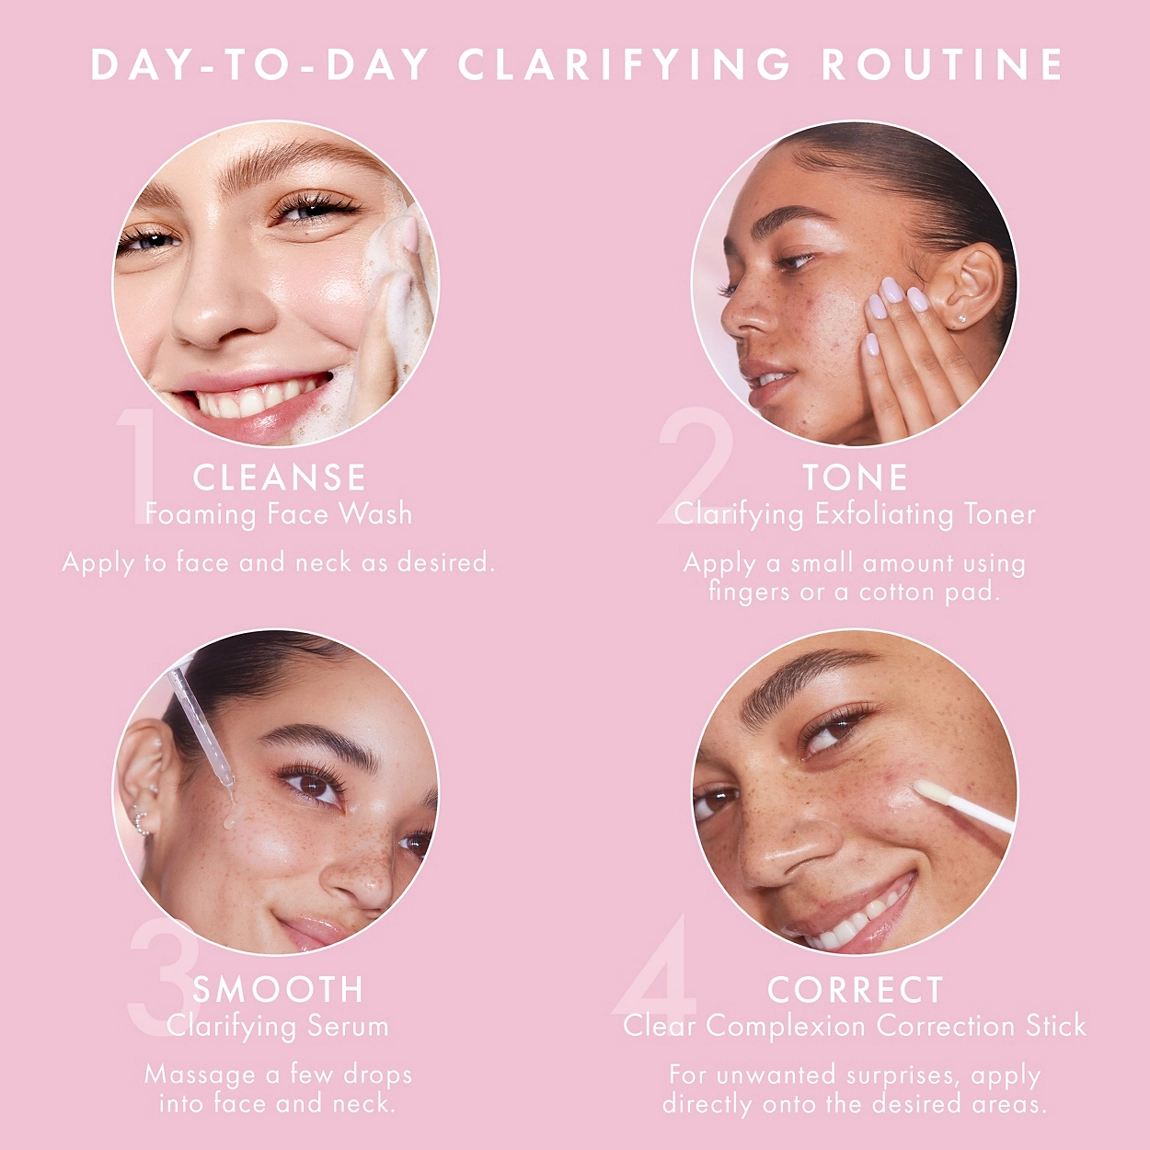 DAY-TO-DAY CLARIFYING ROUTINE
1
CLEANSE
Foaming Face Wash
Apply to face and neck as desired.
2
TONE
Clarifying Exfoliating Toner
Apply a small amount using
fingers or a cotton pad.
3
SMOOTH
Clarifying Serum
Massage a few drops
into face and neck.
4
CORRECT
Clear Complexion Correction Stick
For unwanted surprises, apply
directly onto the desired areas.